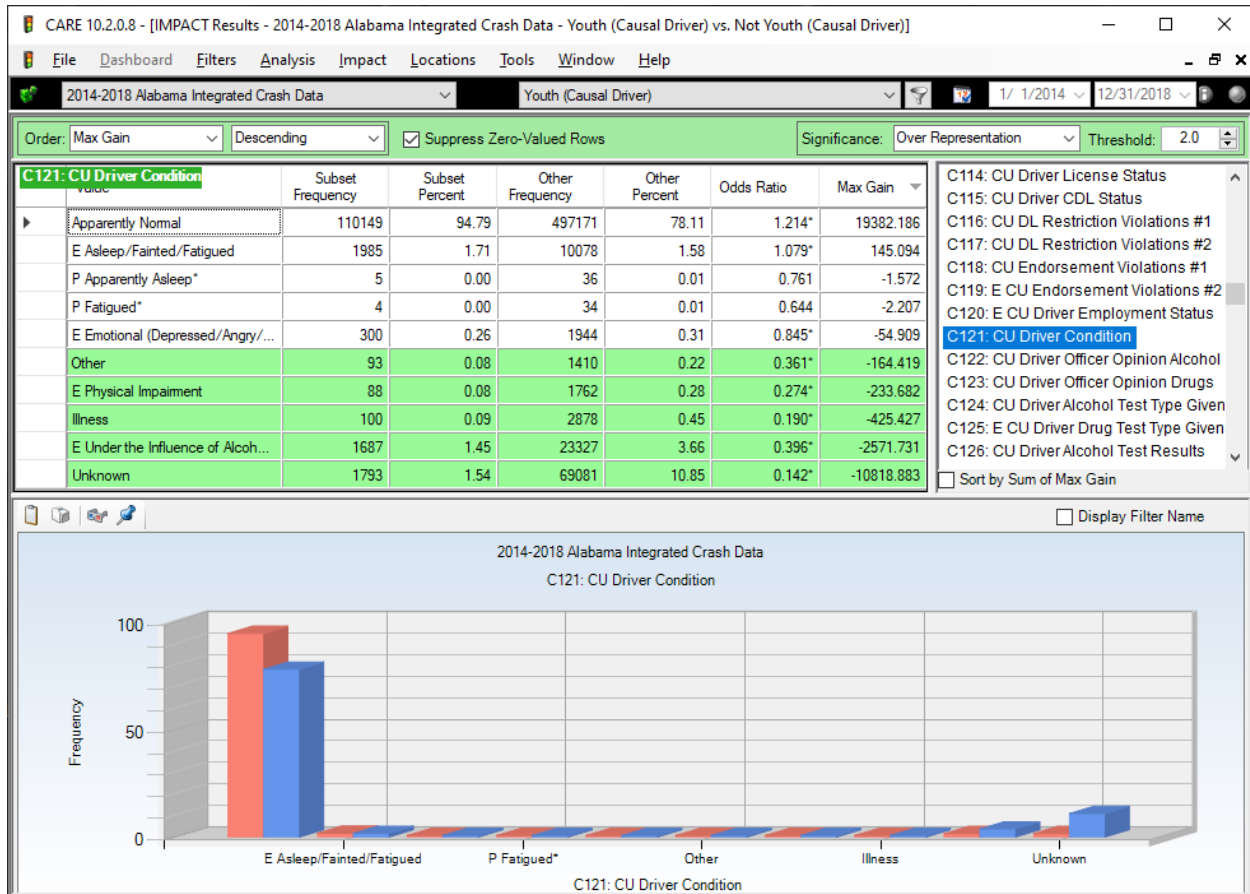 CARE 10.2.0.8 - [IMPACT Results - 2014-2018 Alabama Integrated Crash Data - Youth (Causal Driver) vs. Not Youth (Causal Driver)]
File Dashboard Filters Analysis Impact Locations Tools Window Help
2014-2018 Alabama Integrated Crash Data Youth (Causal Driver) 1/ 1/2014 12/31/2018
Order: Max Gain Descending Suppress Zero-Valued Rows Significance: Over Representation Threshold: 2.0
C121: CU Driver Condition
Value Subset Frequency Subset Percent Other Frequency Other Percent Odds Ratio Max Gain
Apparently Normal 110149 94.79 497171 78.11 1.214* 19382.186
E Asleep/Fainted/Fatigued 1985 1.71 10078 1.58 1.079* 145.094
P Apparently Asleep* 5 0.00 36 0.01 0.761 -1.572
P Fatigued* 4 0.00 34 0.01 0.644 -2.207
E Emotional (Depressed/Angry/... 300 0.26 1944 0.31 0.845* -54.909
Other 93 0.08 1410 0.22 0.361* -164.419
E Physical Impairment 88 0.08 1762 0.28 0.274* -233.682
Illness 100 0.09 2878 0.45 0.190* -425.427
E Under the Influence of Alcoh... 1687 1.45 23327 3.66 0.396* -2571.731
Unknown 1793 1.54 69081 10.85 0.142* -10818.883
C114: CU Driver License Status
C115: CU Driver CDL Status
C116: CU DL Restriction Violations #1
C117: CU DL Restriction Violations #2
C118: CU Endorsement Violations #1
C119: E CU Endorsement Violations #2
C120: E CU Driver Employment Status
C121: CU Driver Condition
C122: CU Driver Officer Opinion Alcohol
C123: CU Driver Officer Opinion Drugs
C124: CU Driver Alcohol Test Type Given
C125: E CU Driver Drug Test Type Given
C126: CU Driver Alcohol Test Results
Sort by Sum of Max Gain
Display Filter Name
2014-2018 Alabama Integrated Crash Data
C121: CU Driver Condition
100
50
0
Frequency
E Asleep/Fainted/Fatigued P Fatigued* Other Illness Unknown
C121: CU Driver Condition